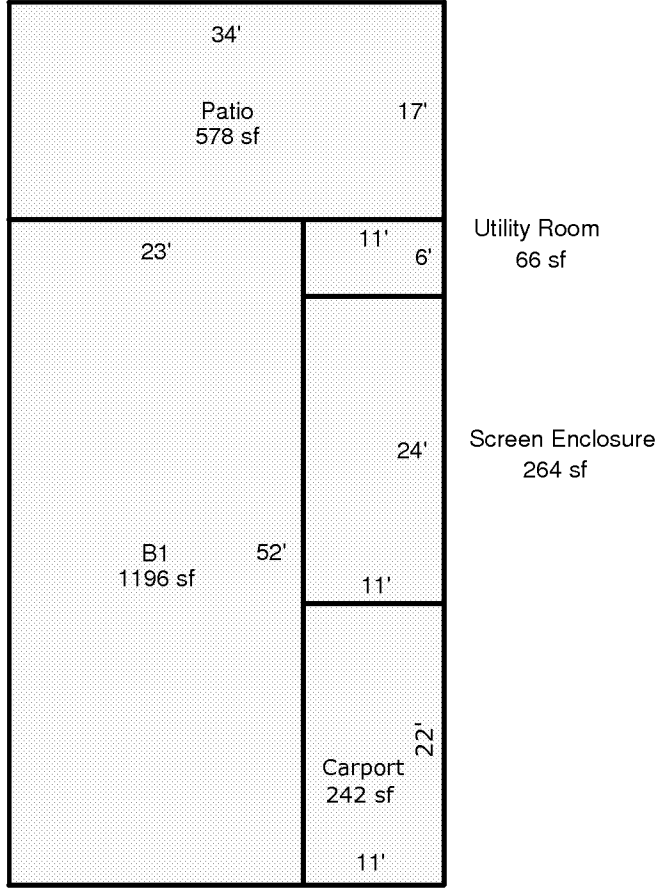 34'
Patio
17'
578 sf
Utility Room
11'
23'
6'
66 sf
Screen Enclosure
24'
264 sf
B1
52'
1196 sf
11'
22'
Carport
242 sf
11'